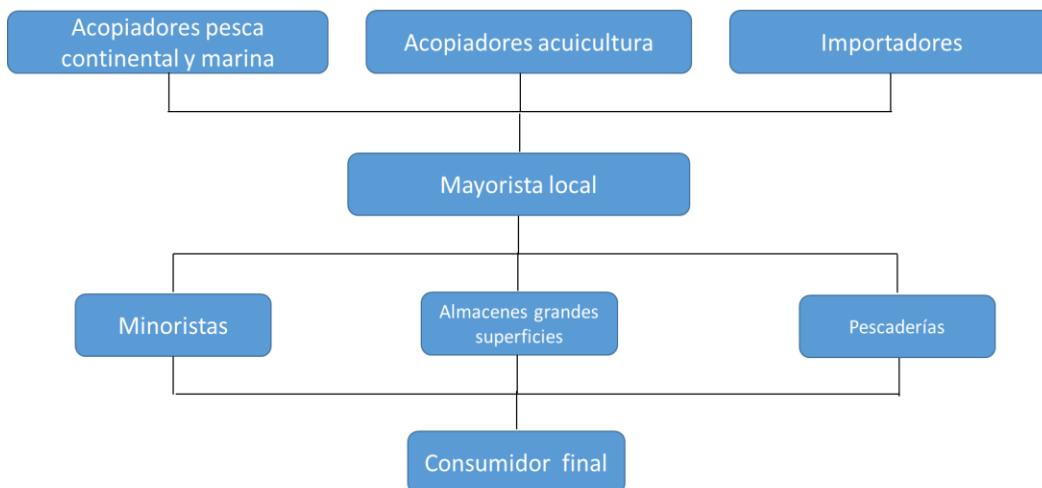 Acopiadores pesca
continental y marina
Acopiadores acuicultura
Importadores
Mayorista local
Minoristas
Almacenes grandes
superficies
Pescaderías
Consumidor final